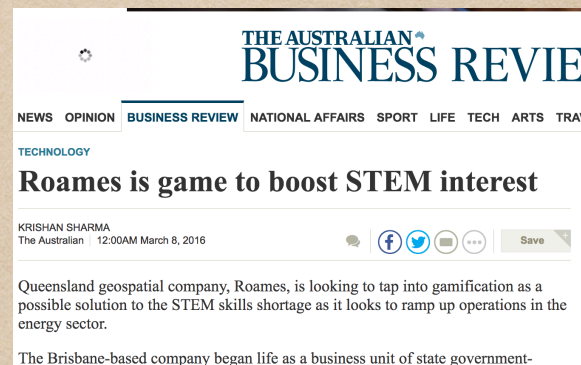 THE AUSTRALIAN
BUSINESS REVIE
NEWS OPINION BUSINESS REVIEW NATIONAL AFFAIRS SPORT LIFE TECH ARTS TRA
TECHNOLOGY
Roames is game to boost STEM interest
KRISHAN SHARMA
The Australian | 12:00AM March 8, 2016
Save
Queensland geospatial company, Roames, is looking to tap into gamification as a
possible solution to the STEM skills shortage as it looks to ramp up operations in the
energy sector.
The Brisbane-based company began life as a business unit of state government-